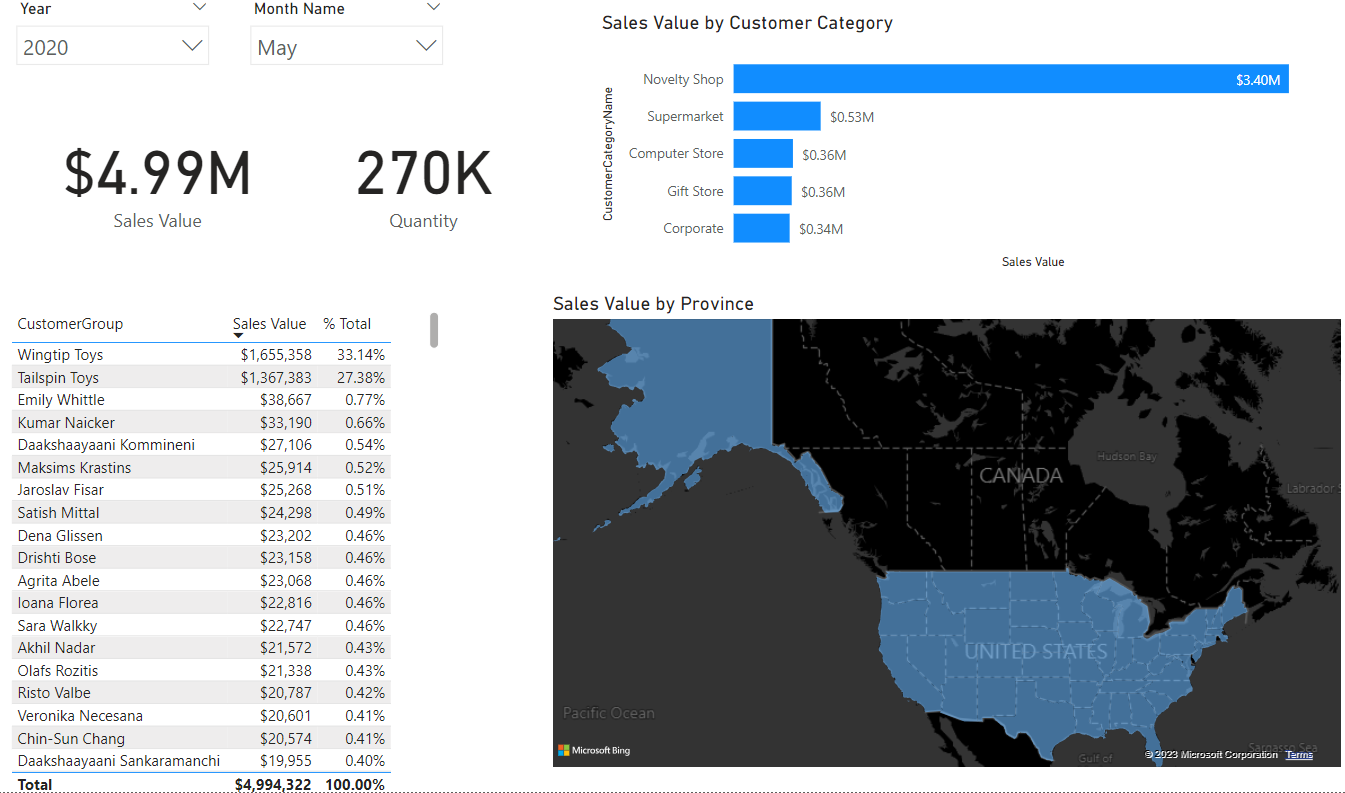 Year
Month Name
2020
May
$4.99M
Sales Value
270K
Quantity
Sales Value by Customer Category
CustomerCategoryName
Novelty Shop $3.40M
Supermarket $0.53M
Computer Store $0.36M
Gift Store $0.36M
Corporate $0.34M
Sales Value
CustomerGroup Sales Value % Total
Wingtip Toys $1,655,358 33.14%
Tailspin Toys $1,367,383 27.38%
Emily Whittle $38,667 0.77%
Kumar Naicker $33,190 0.66%
Daakshaayaani Kommineni $27,106 0.54%
Maksims Krastins $25,914 0.52%
Jaroslav Fisar $25,268 0.51%
Satish Mittal $24,298 0.49%
Dena Glissen $23,202 0.46%
Drishti Bose $23,158 0.46%
Agrita Abele $23,068 0.46%
Ioana Florea $22,816 0.46%
Sara Walkky $22,747 0.46%
Akhil Nadar $21,572 0.43%
Olafs Rozitis $21,338 0.43%
Risto Valbe $20,787 0.42%
Veronika Necesana $20,601 0.41%
Chin-Sun Chang $20,574 0.41%
Daakshaayaani Sankaramanchi $19,955 0.40%
Total $4,994,322 100.00%
Sales Value by Province
Hudson Bay
CANADA
Labrador S
UNITED STATES
Pacific Ocean
Sargasso Sea
Gulf of
Microsoft Bing
© 2023 Microsoft Corporation Terms